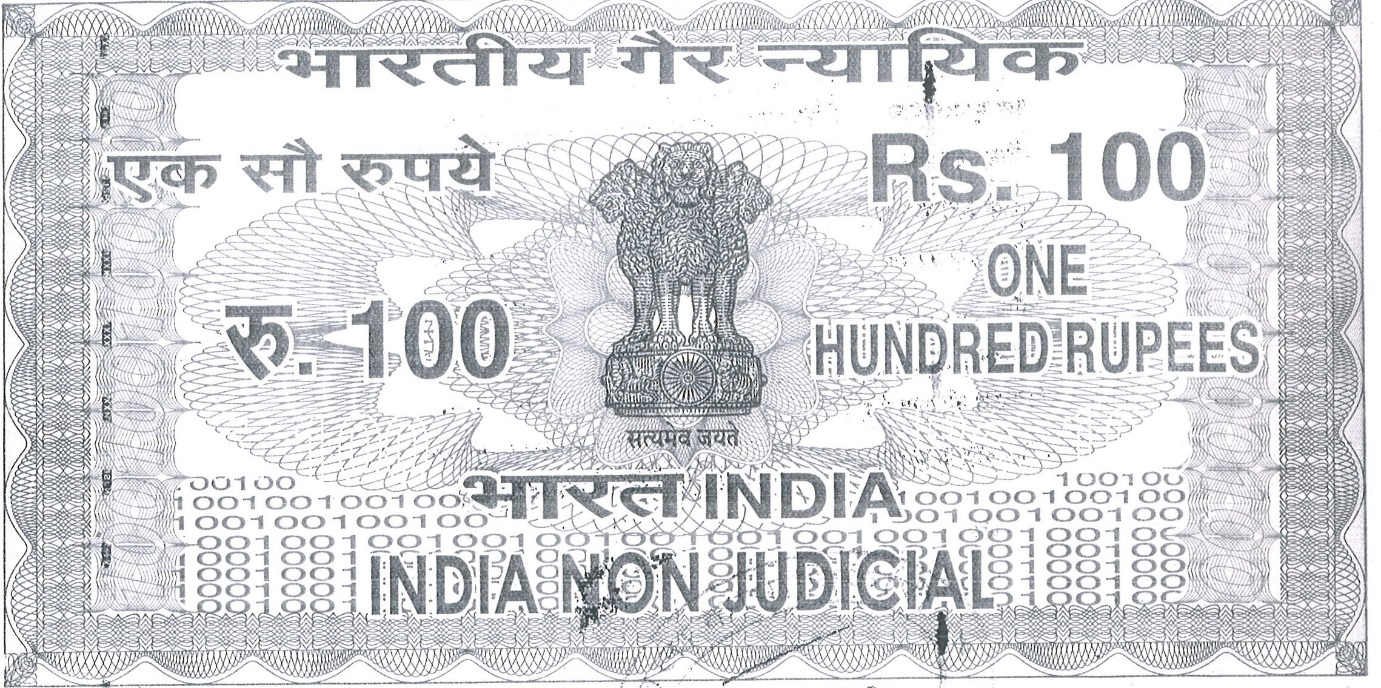 भारतीय गैर न्यायिक
एक सौ रुपये
Rs. 100
रु. 100
ONE
HUNDRED RUPEES
सत्यमेव जयते
भारत INDIA
INDIA NON JUDICIAL